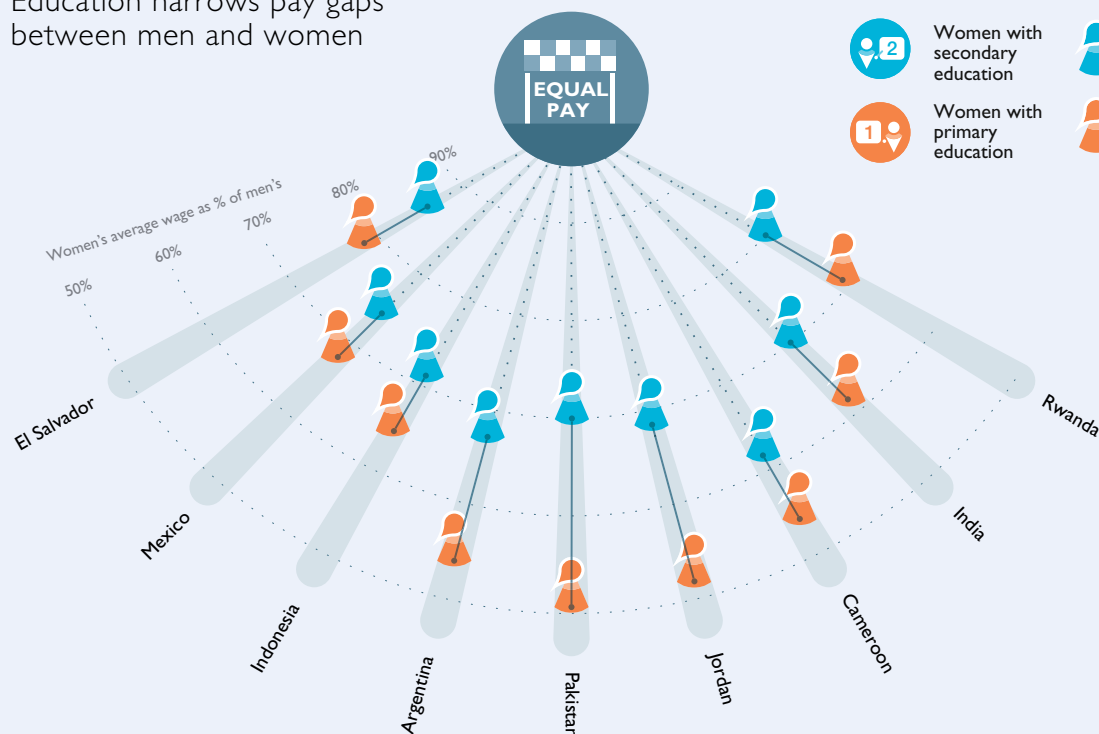 Education narrows pay gaps
between men and women
EQUAL
PAY
2
Women with
secondary
education
1
Women with
primary
education
Women's average wage as % of men's
50%
60%
70%
80%
90%
El Salvador
Mexico
Indonesia
Argentina
Pakistan
Jordan
Cameroon
India
Rwanda